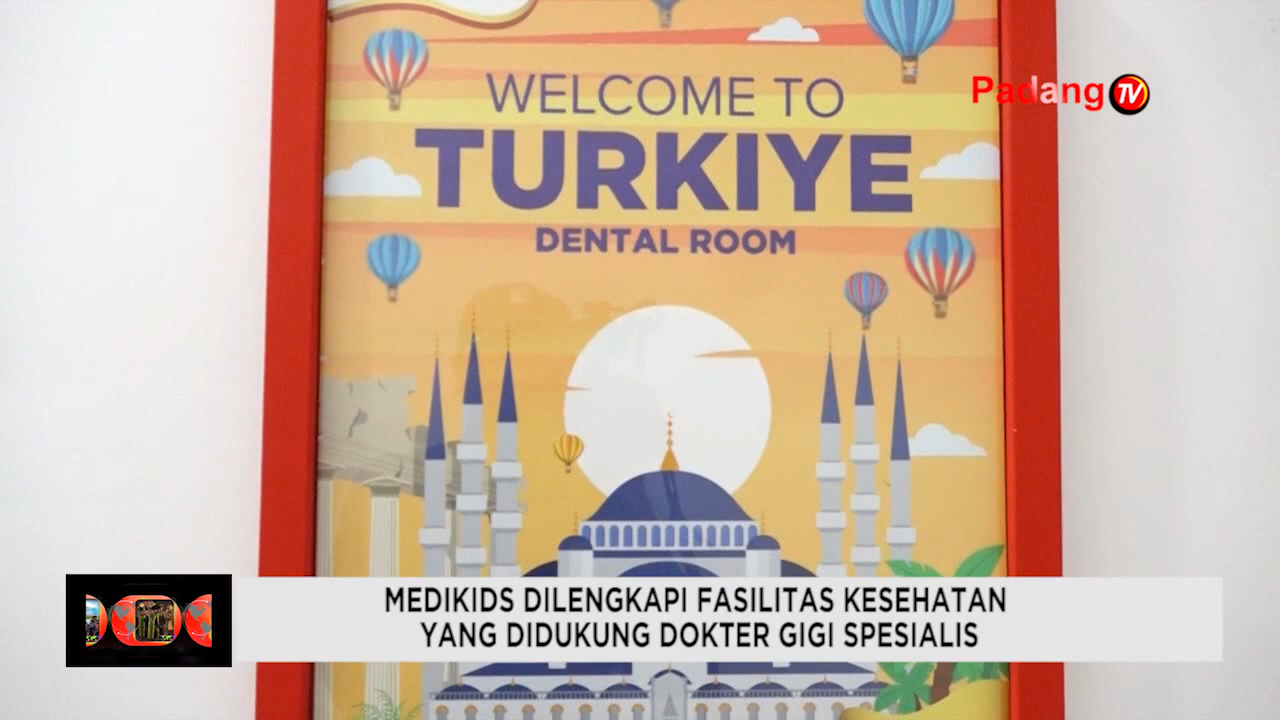 WELCOME TO
TURKIYE
DENTAL ROOM
Padang TV
MEDIKIDS DILENGKAPI FASILITAS KESEHATAN
YANG DIDUKUNG DOKTER GIGI SPESIALIS